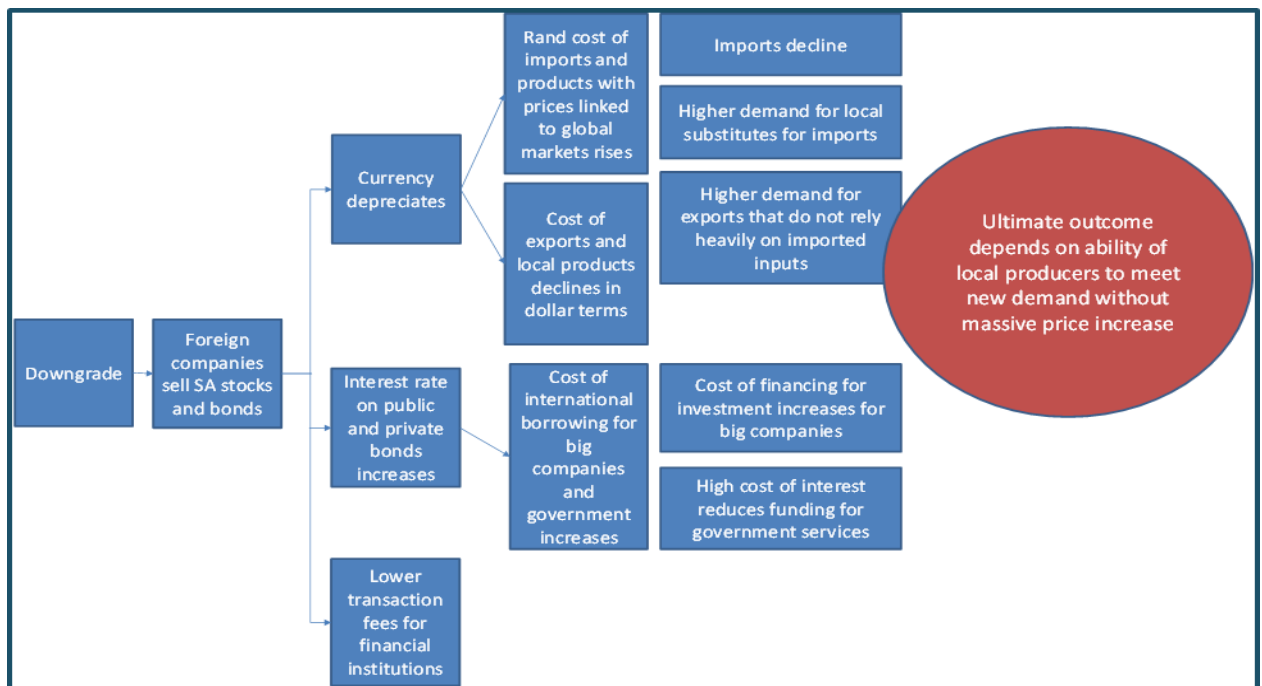 Downgrade
Foreign
companies
sell SA stocks
and bonds
Currency
depreciates
Interest rate
on public
and private
bonds
increases
Lower
transaction
fees for
financial
institutions
Rand cost of
imports and
products with
prices linked
to global
markets rises
Cost of
exports and
local products
declines in
dollar terms
Cost of
international
borrowing for
big
companies
and
government
increases
Imports decline
Higher demand for local
substitutes for imports
Higher demand for
exports that do not rely
heavily on imported
inputs
Cost of financing for
investment increases for
big companies
High cost of interest
reduces funding for
government services
Ultimate outcome
depends on ability of
local producers to meet
new demand without
massive price increase